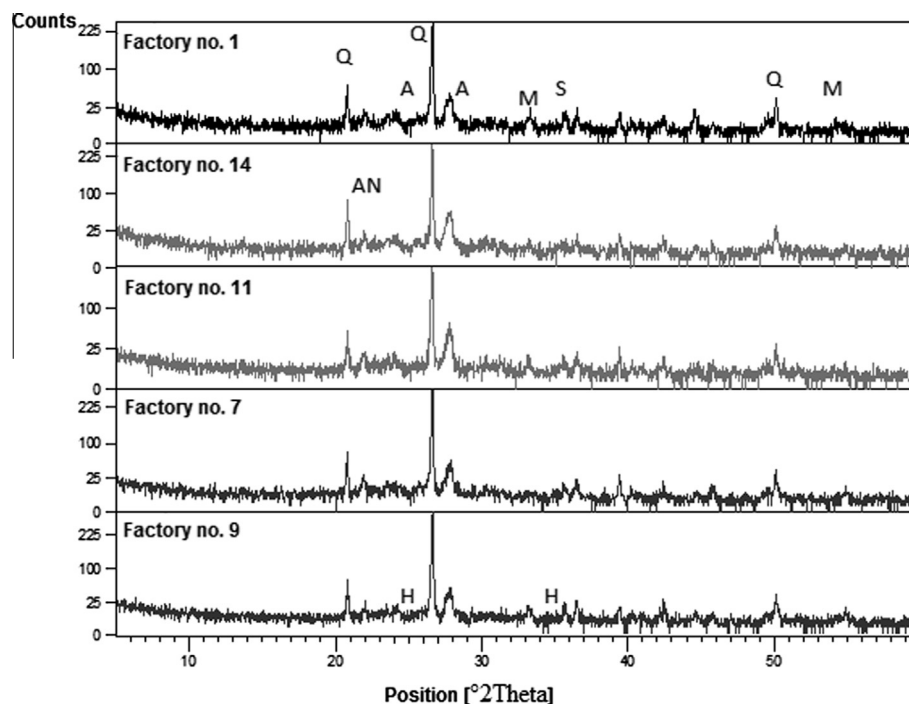 Counts
225
100
25
0
Factory no. 1
Q
A
Q
A
M
S
Q
M
225
100
25
0
Factory no. 14
AN
100
25
0
Factory no. 11
225
100
25
0
Factory no. 7
225
100
25
0
Factory no. 9
H
H
10 20 30 40 50
Position [°2Theta]